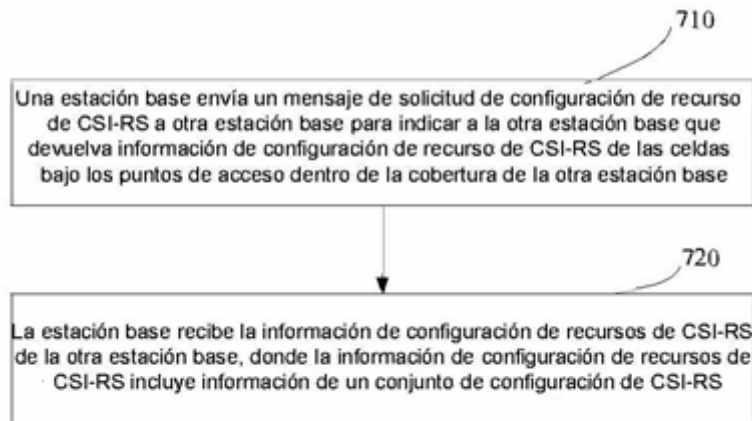 710
Una estación base envía un mensaje de solicitud de configuración de recurso
de CSI-RS a otra estación base para indicar a la otra estación base que
devuelva información de configuración de recurso de CSI-RS de las celdas
bajo los puntos de acceso dentro de la cobertura de la otra estación base
720
La estación base recibe la información de configuración de recursos de CSI-RS
de la otra estación base, donde la información de configuración de recursos de
CSI-RS incluye información de un conjunto de configuración de CSI-RS